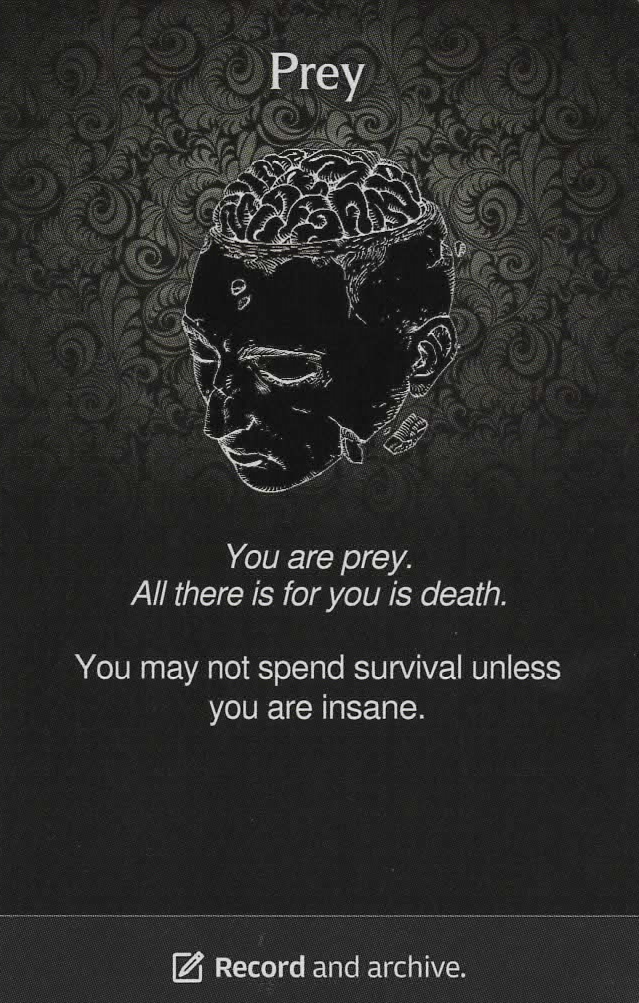 Prey
You are prey.
All there is for you is death.
You may not spend survival unless
you are insane.
Record and archive.